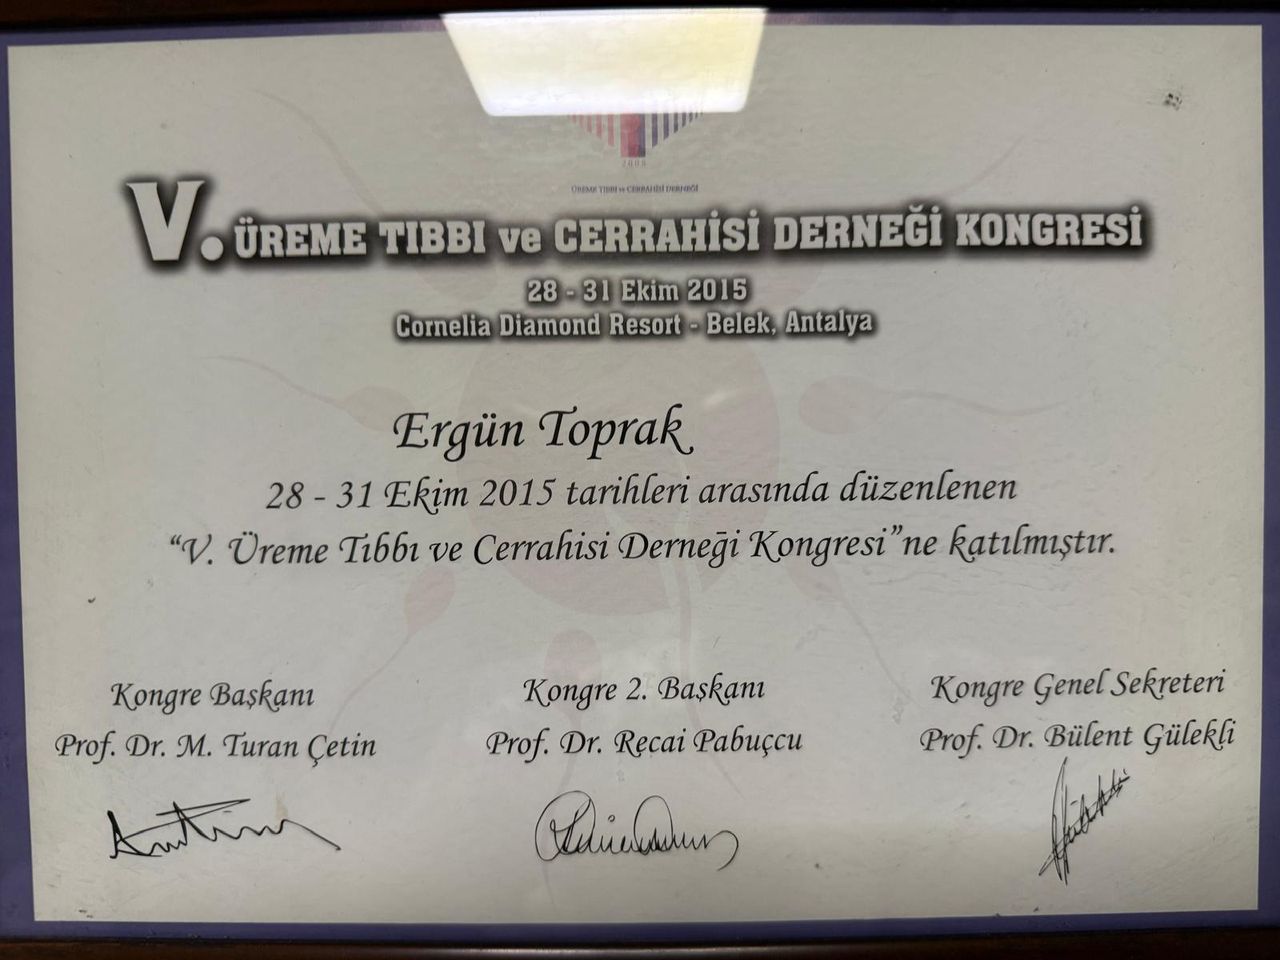 2008
ÜREME TIBBI ve CERRAHİSİ DERNEĞİ
V. ÜREME TIBBI ve CERRAHİSİ DERNEĞİ KONGRESİ
28 - 31 Ekim 2015
Cornelia Diamond Resort - Belek, Antalya
Ergün Toprak
28 - 31 Ekim 2015 tarihleri arasında düzenlenen
“V. Üreme Tıbbı ve Cerrahisi Derneği Kongresi”ne katılmıştır.
Kongre Başkanı
Prof. Dr. M. Turan Çetin
Kongre 2. Başkanı
Prof. Dr. Recai Pabuçcu
Kongre Genel Sekreteri
Prof. Dr. Bülent Gülekli